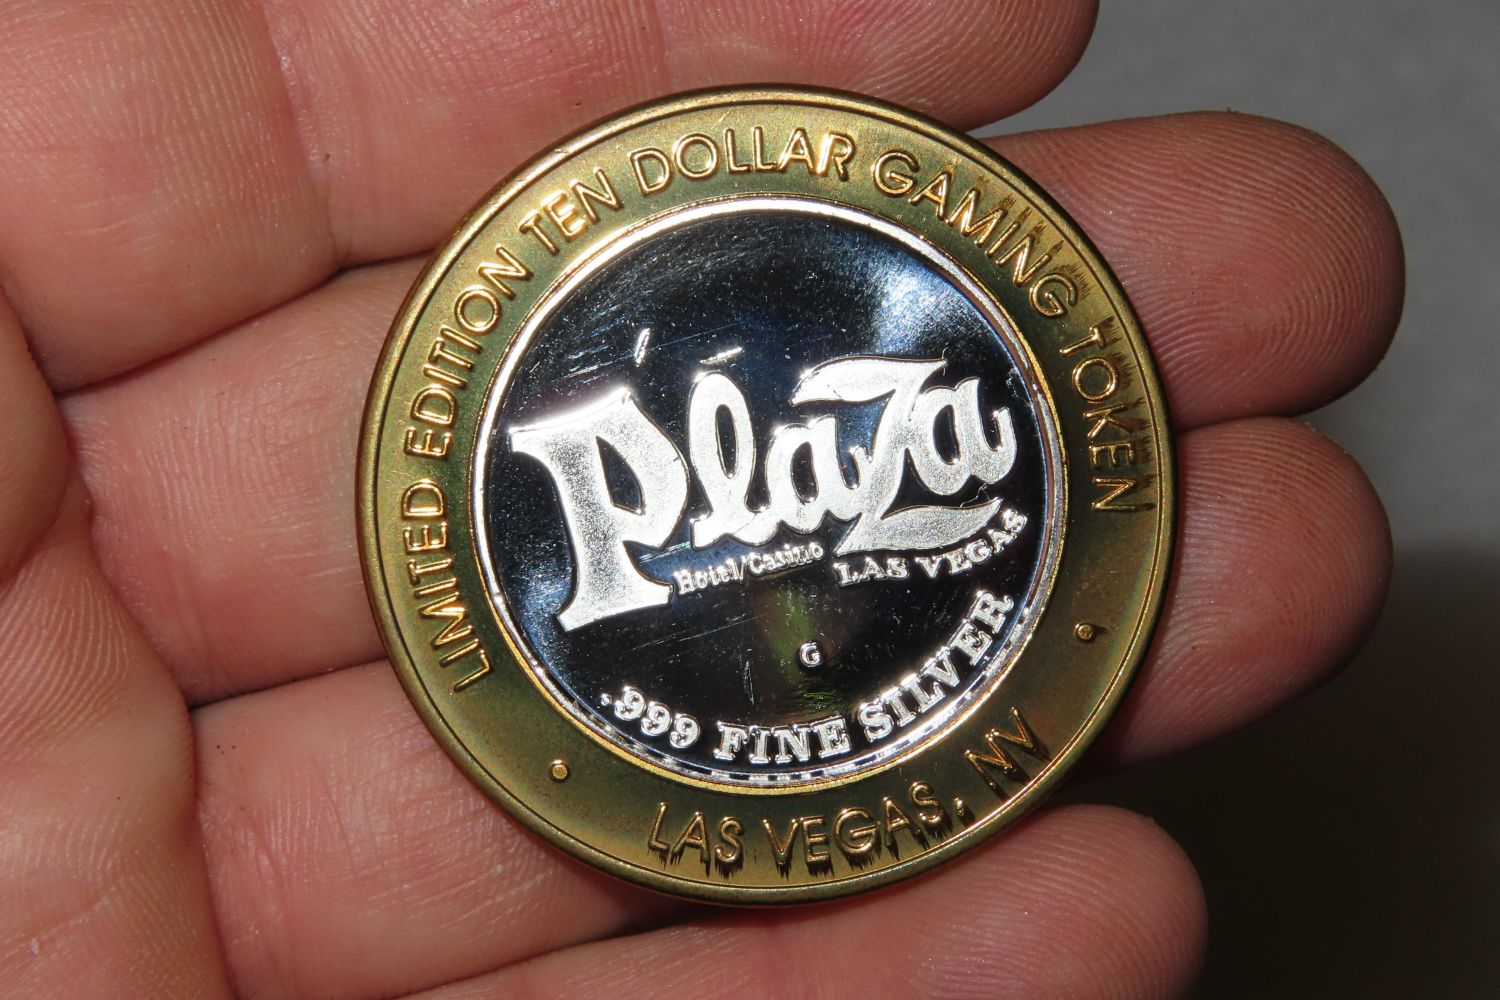 LIMITED EDITION TEN DOLLAR GAMING TOKEN
Plaza
Hotel/Casino LAS VEGAS
G
.999 FINE SILVER
LAS VEGAS, NV